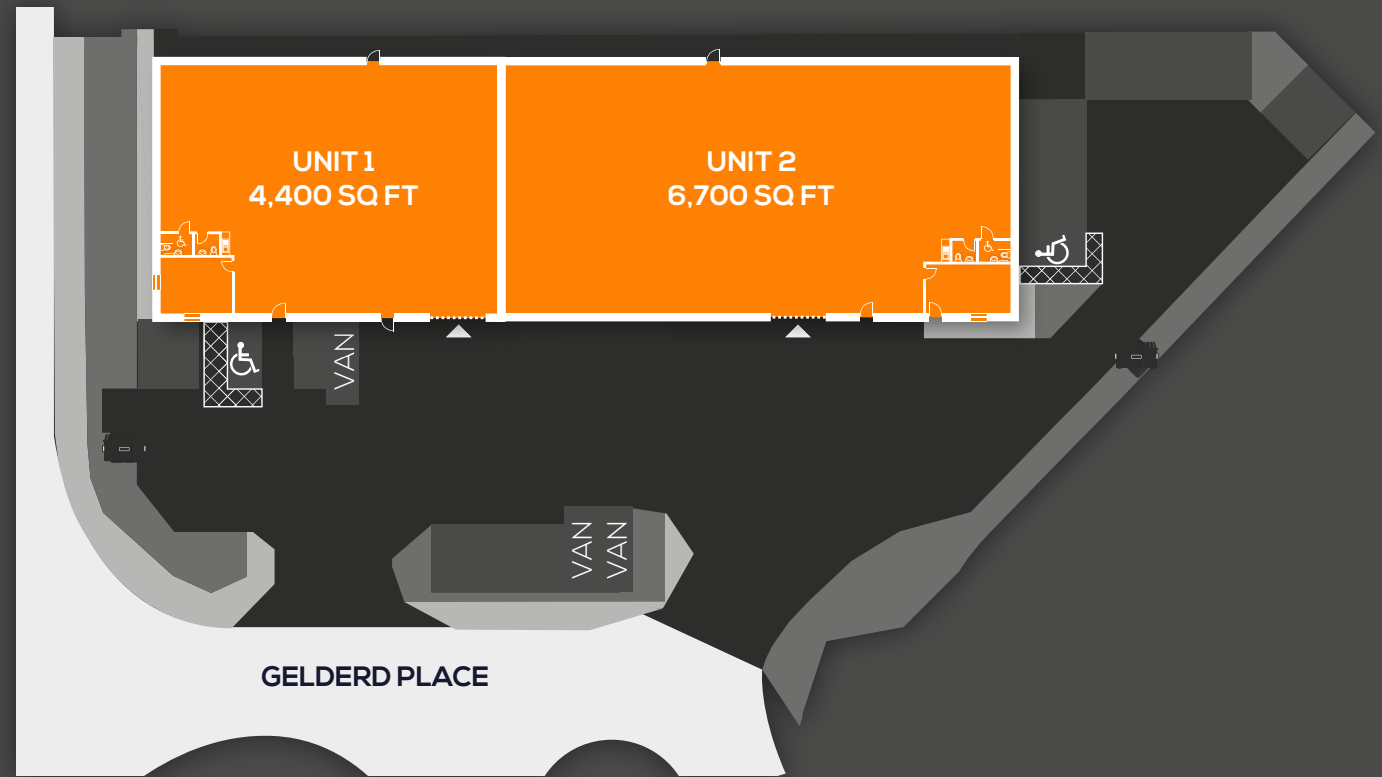 UNIT 1
4,400 SQ FT
UNIT 2
6,700 SQ FT
VAN
VAN
VAN
GELDERD PLACE